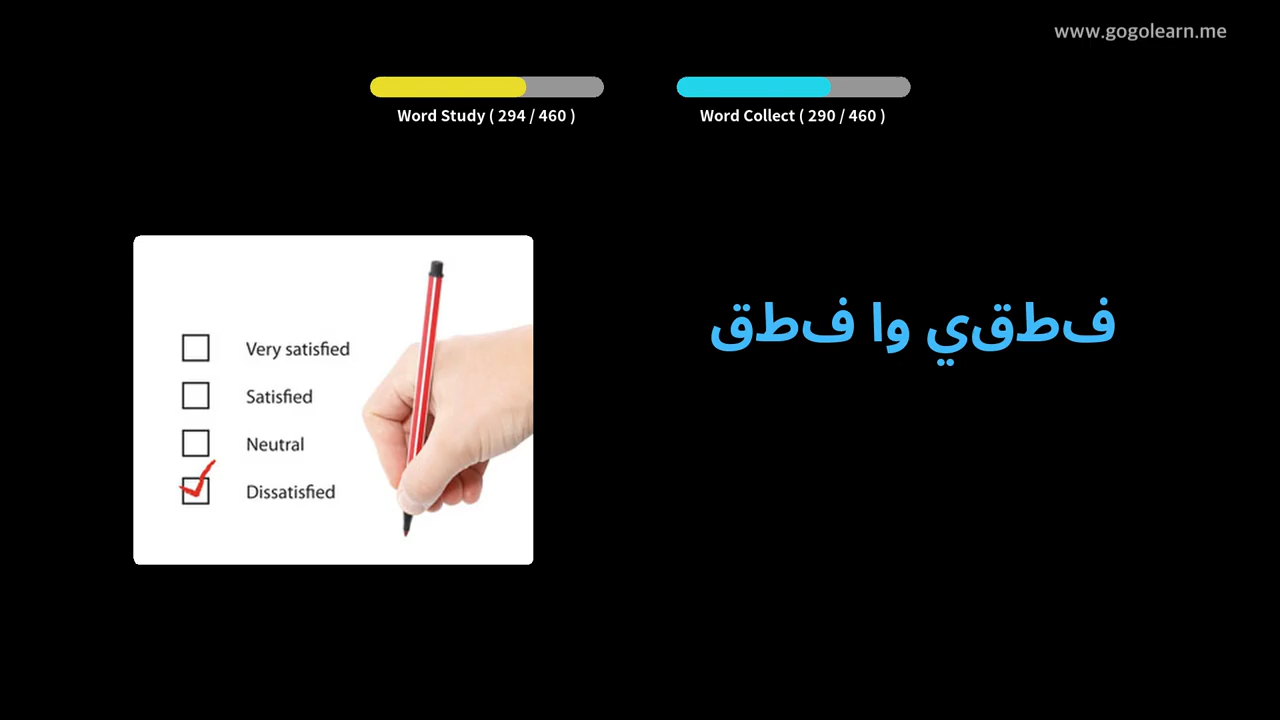 www.gogolearn.me
Word Study ( 294 / 460 )
Word Collect ( 290 / 460 )
فطقي وا فطق
Very satisfied
Satisfied
Neutral
Dissatisfied